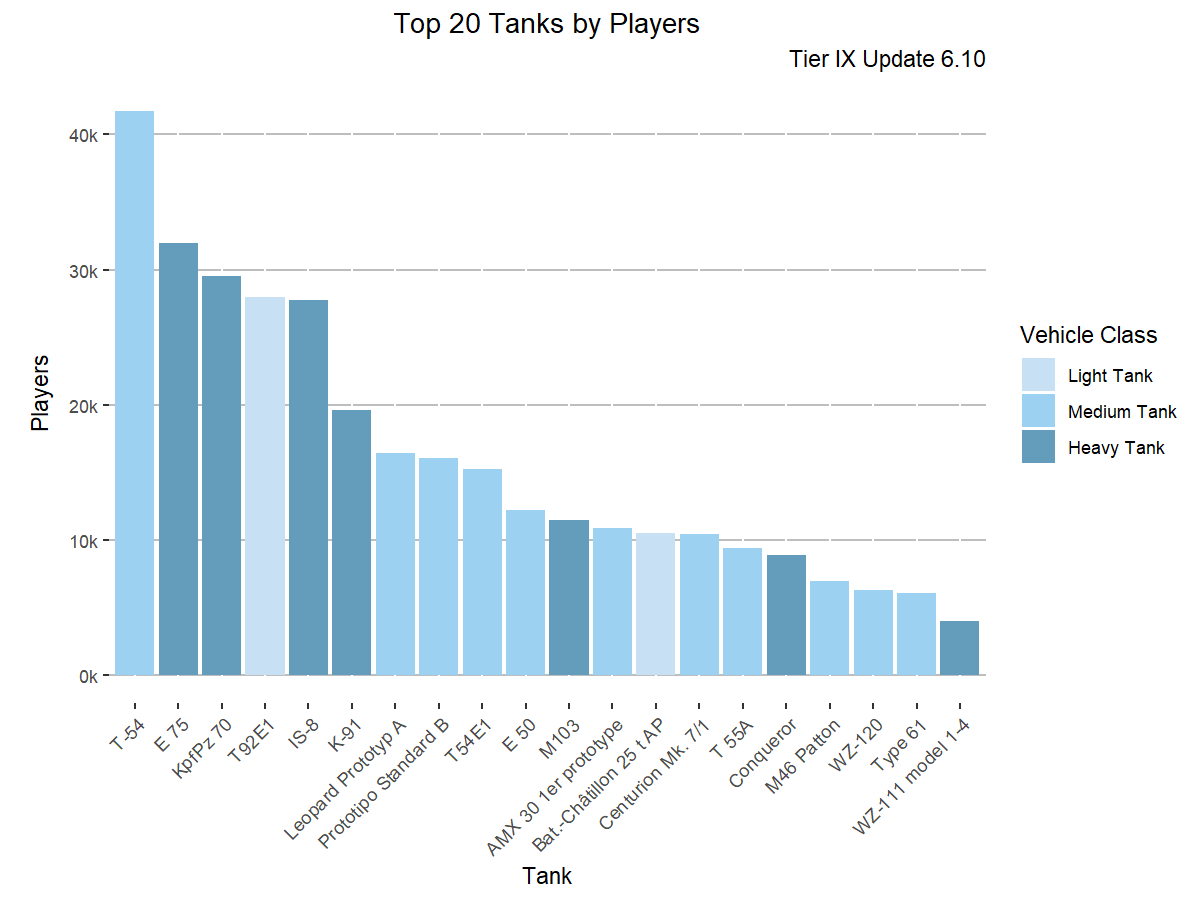 Top 20 Tanks by Players
Tier IX Update 6.10
Players
40k
30k
20k
10k
0k
T-54
E 75
KpfPz 70
T92E1
IS-8
K-91
Leopard Prototyp A
Prototipo Standard B
T54E1
E 50
M103
AMX 30 1er prototype
Bat.-Châtillon 25 t AP
Centurion Mk. 7/1
T 55A
Conqueror
M46 Patton
WZ-120
Type 61
WZ-111 model 1-4
Tank
Vehicle Class
Light Tank
Medium Tank
Heavy Tank